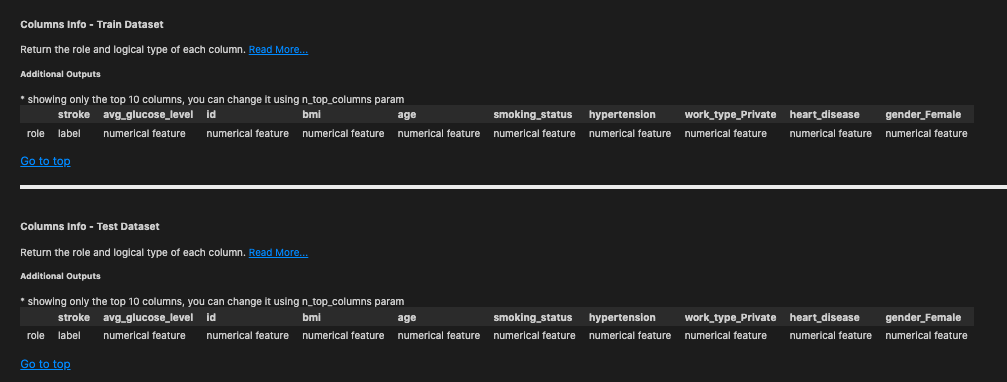 Columns Info - Train Dataset
Return the role and logical type of each column. Read More...
Additional Outputs
* showing only the top 10 columns, you can change it using n_top_columns param
stroke avg_glucose_level id bmi age smoking_status hypertension work_type_Private heart_disease gender_Female
role label numerical feature numerical feature numerical feature numerical feature numerical feature numerical feature numerical feature numerical feature numerical feature
Go to top
Columns Info - Test Dataset
Return the role and logical type of each column. Read More...
Additional Outputs
* showing only the top 10 columns, you can change it using n_top_columns param
stroke avg_glucose_level id bmi age smoking_status hypertension work_type_Private heart_disease gender_Female
role label numerical feature numerical feature numerical feature numerical feature numerical feature numerical feature numerical feature numerical feature numerical feature
Go to top